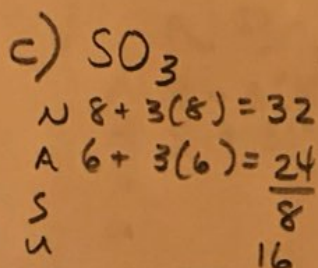 c) SO₃
N 8 + 3(8) = 32
A 6 + 3(6) = 24
S 8
U 16